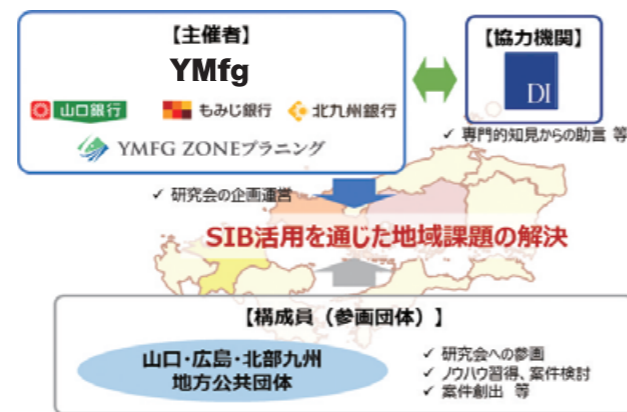 【主催者】
YMfg
山口銀行 もみじ銀行 北九州銀行
YMFG ZONEプラニング
【協力機関】
DI
✓ 専門的知見からの助言 等
✓ 研究会の企画運営
SIB活用を通じた地域課題の解決
【構成員（参画団体）】
山口・広島・北部九州
地方公共団体
✓ 研究会への参画
✓ ノウハウ習得、案件検討
✓ 案件創出 等